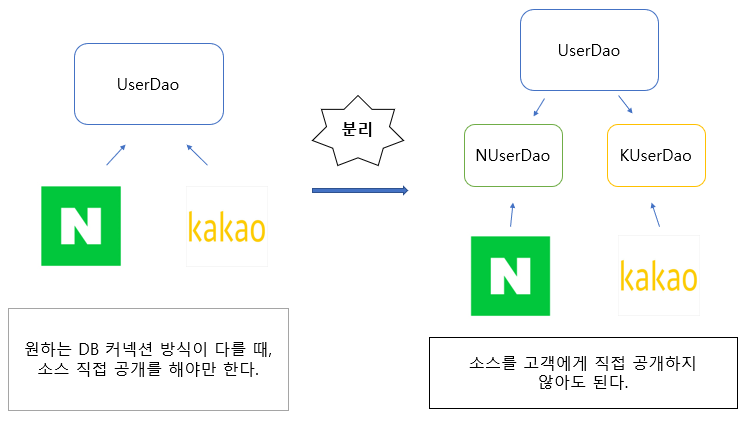 UserDao
N
kakao
원하는 DB 커넥션 방식이 다를 때,
소스 직접 공개를 해야만 한다.
분리
UserDao
NUserDao
KUserDao
N
kakao
소스를 고객에게 직접 공개하지
않아도 된다.